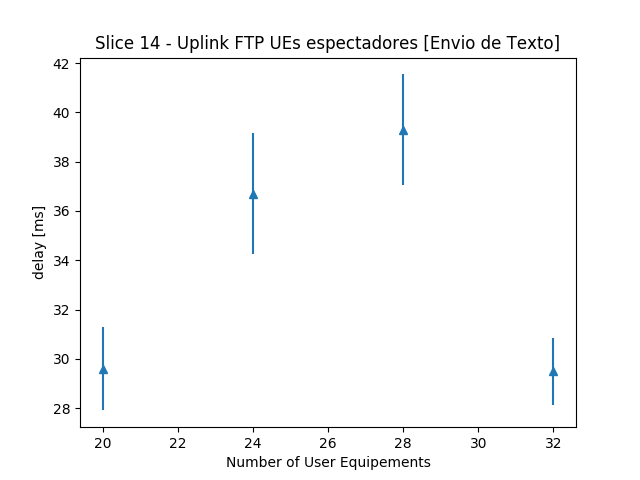 Slice 14 - Uplink FTP UEs espectadores [Envio de Texto]
42
40
38
36
34
32
30
28
delay [ms]
20 22 24 26 28 30 32
Number of User Equipements